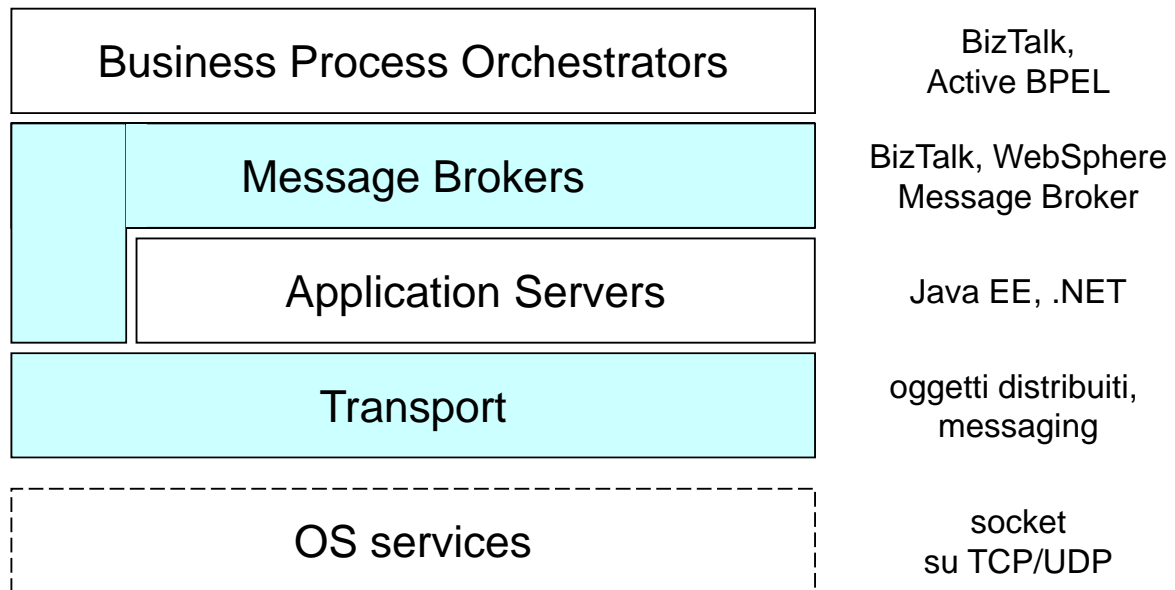 Business Process Orchestrators
BizTalk,
Active BPEL
Message Brokers
BizTalk, WebSphere
Message Broker
Application Servers
Java EE, .NET
Transport
oggetti distribuiti,
messaging
OS services
socket
su TCP/UDP